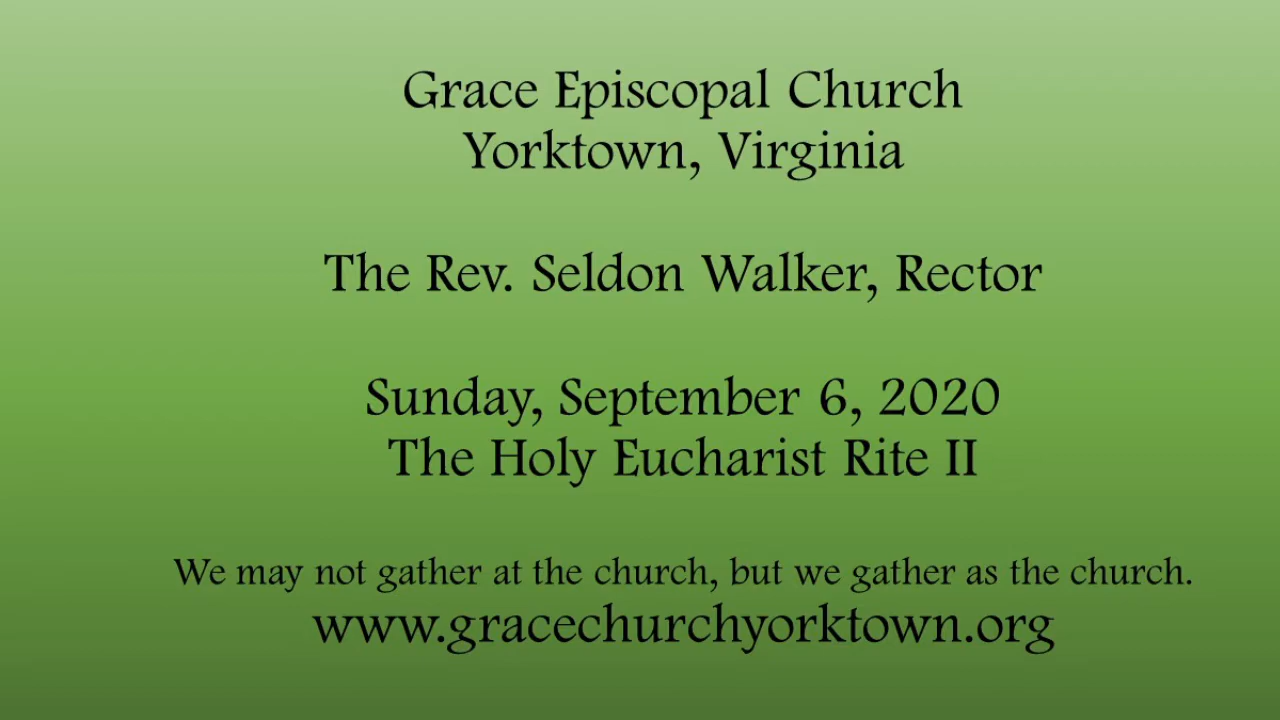 Grace Episcopal Church
Yorktown, Virginia
The Rev. Seldon Walker, Rector
Sunday, September 6, 2020
The Holy Eucharist Rite II
We may not gather at the church, but we gather as the church.
www.gracechurchyorktown.org